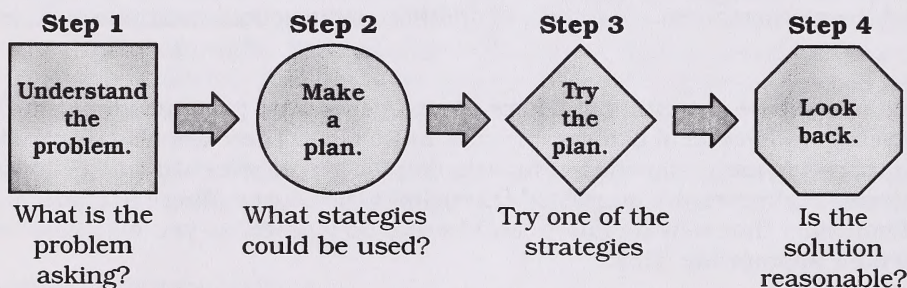 Step 1
Understand
the
problem.
What is the
problem
asking?
Step 2
Make
a
plan.
What stategies
could be used?
Step 3
Try
the
plan.
Try one of the
strategies
Step 4
Look
back.
Is the
solution
reasonable?